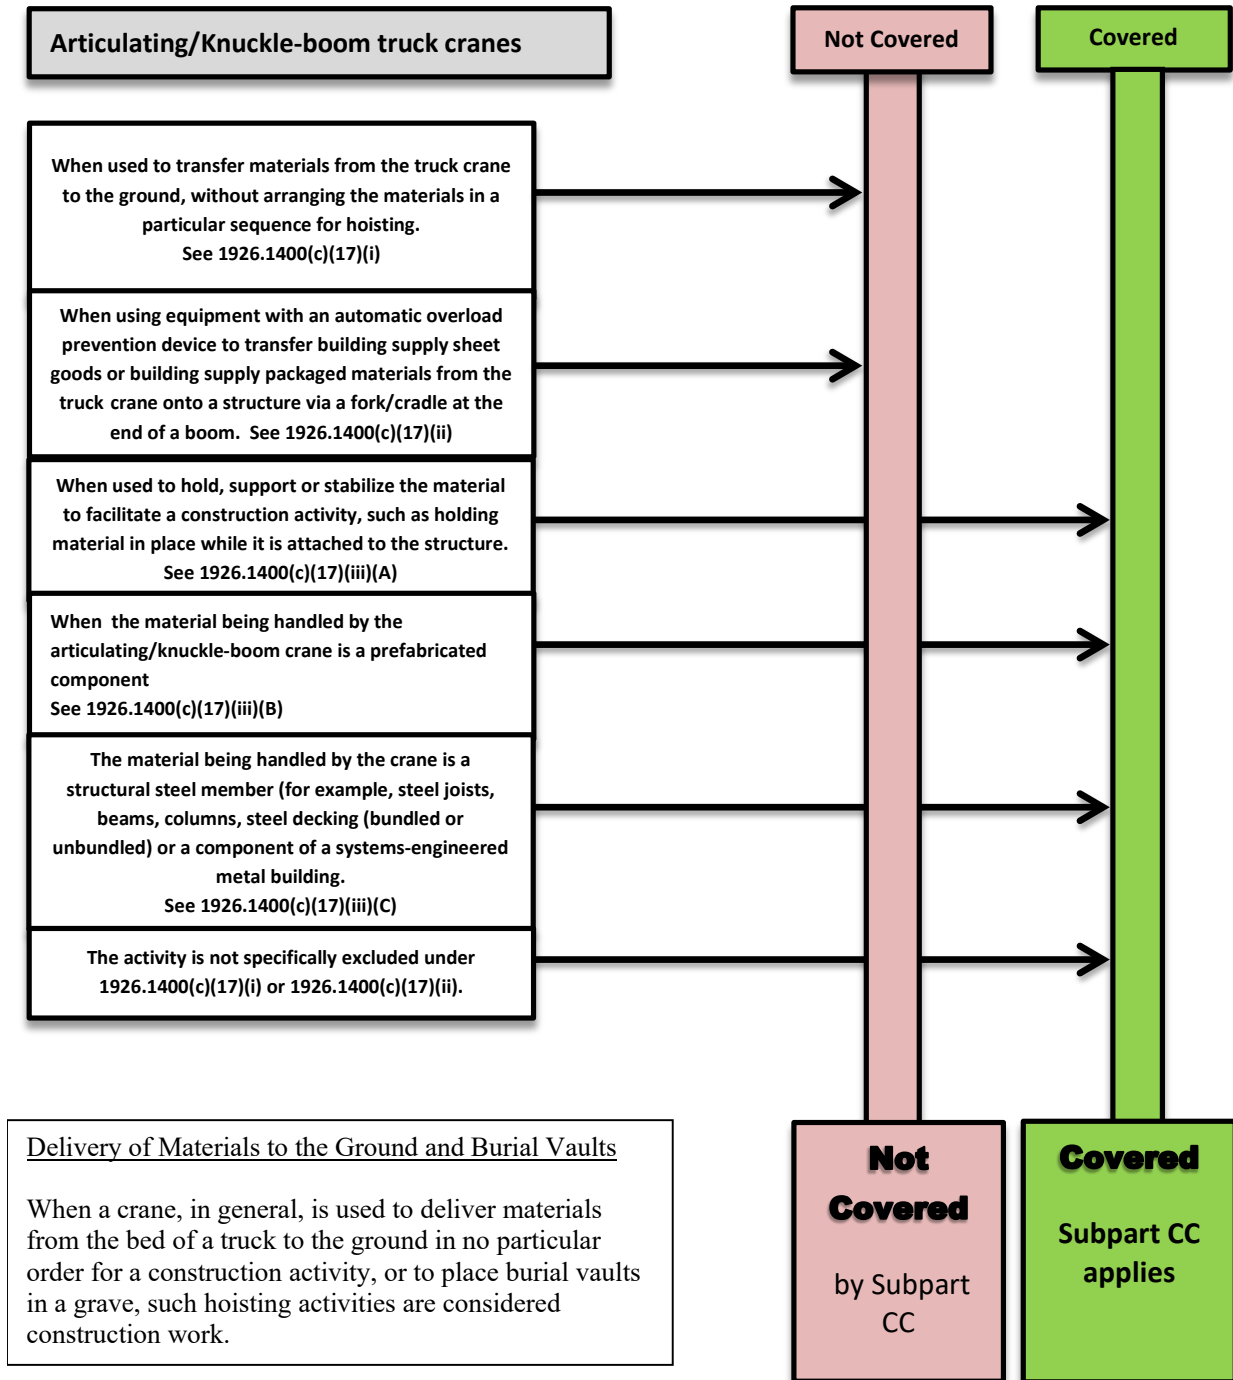 Articulating/Knuckle-boom truck cranes
Not Covered
Covered
When used to transfer materials from the truck crane
to the ground, without arranging the materials in a
particular sequence for hoisting.
See 1926.1400(c)(17)(i)
When using equipment with an automatic overload
prevention device to transfer building supply sheet
goods or building supply packaged materials from the
truck crane onto a structure via a fork/cradle at the
end of a boom.  See 1926.1400(c)(17)(ii)
When used to hold, support or stabilize the material
to facilitate a construction activity, such as holding
material in place while it is attached to the structure.
See 1926.1400(c)(17)(iii)(A)
When  the material being handled by the
articulating/knuckle-boom crane is a prefabricated
component
See 1926.1400(c)(17)(iii)(B)
The material being handled by the crane is a
structural steel member (for example, steel joists,
beams, columns, steel decking (bundled or
unbundled) or a component of a systems-engineered
metal building.
See 1926.1400(c)(17)(iii)(C)
The activity is not specifically excluded under
1926.1400(c)(17)(i) or 1926.1400(c)(17)(ii).
Delivery of Materials to the Ground and Burial Vaults
When a crane, in general, is used to deliver materials
from the bed of a truck to the ground in no particular
order for a construction activity, or to place burial vaults
in a grave, such hoisting activities are considered
construction work.
Not
Covered
by Subpart
CC
Covered
Subpart CC
applies